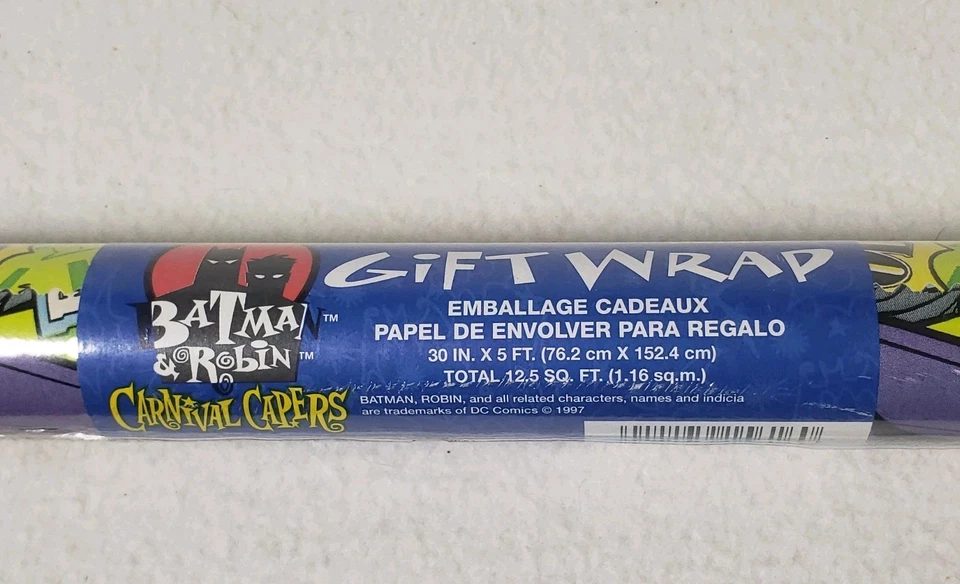 BATMAN™
& ROBIN™
CARNIVAL CAPERS
GiFT WRAP
EMBALLAGE CADEAUX
PAPEL DE ENVOLVER PARA REGALO
30 IN. X 5 FT. (76.2 cm X 152.4 cm)
TOTAL 12.5 SQ. FT. (1.16 sq.m.)
BATMAN, ROBIN, and all related characters, names and indicia
are trademarks of DC Comics © 1997